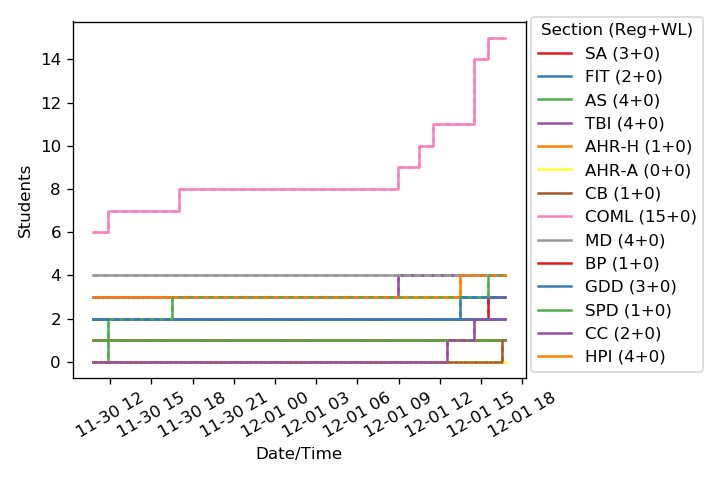 Section (Reg+WL)
SA (3+0)
FIT (2+0)
AS (4+0)
TBI (4+0)
AHR-H (1+0)
AHR-A (0+0)
CB (1+0)
COML (15+0)
MD (4+0)
BP (1+0)
GDD (3+0)
SPD (1+0)
CC (2+0)
HPI (4+0)
Students
14
12
10
8
6
4
2
0
11-30 12
11-30 15
11-30 18
11-30 21
12-01 00
12-01 03
12-01 06
12-01 09
12-01 12
12-01 15
12-01 18
Date/Time